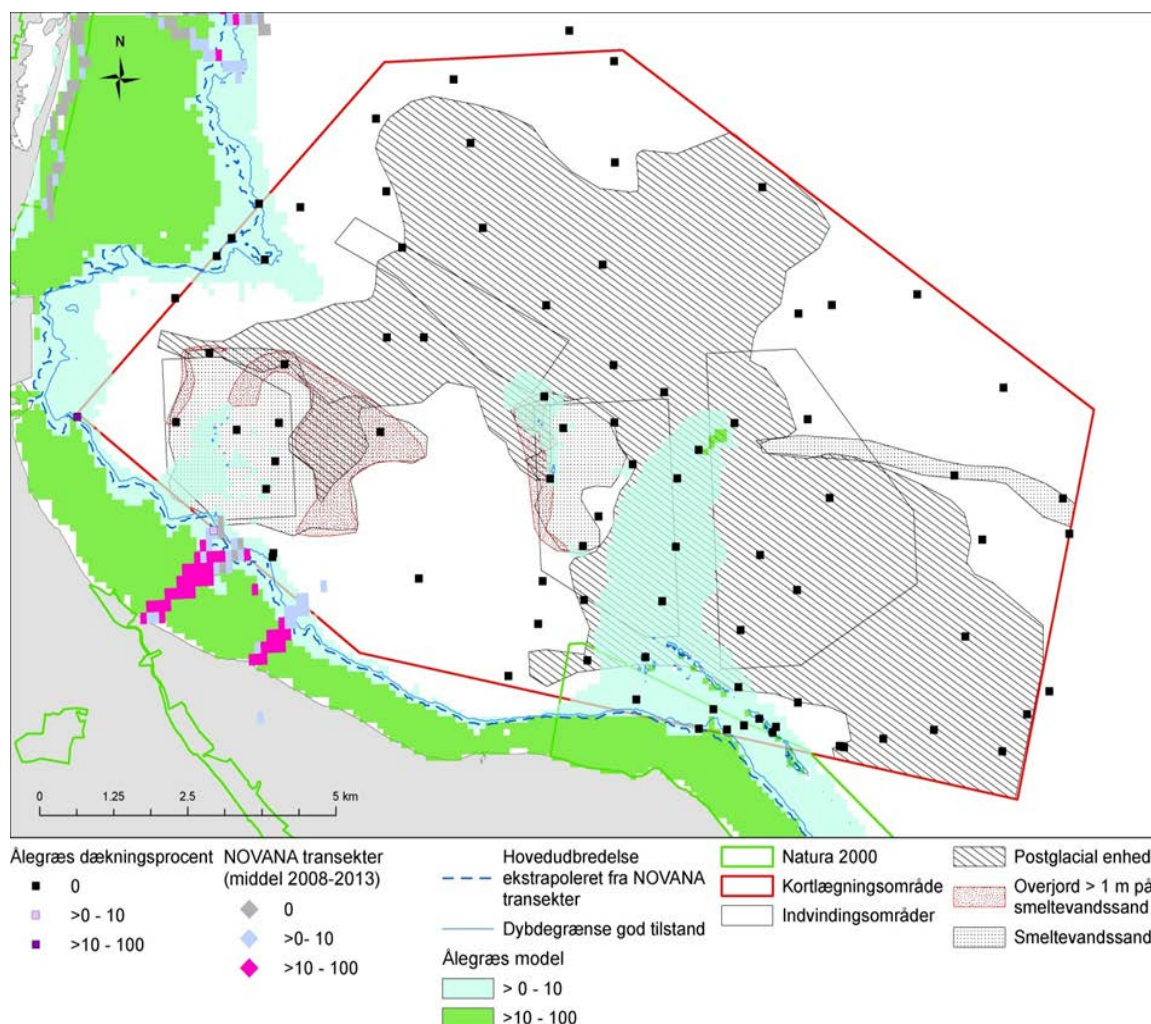 N
0 1.25 2.5 5 km
Ålegræs dækningsprocent
0
>0 - 10
>10 - 100
NOVANA transekter
(middel 2008-2013)
0
>0- 10
>10 - 100
Hovedudbredelse
ekstrapoleret fra NOVANA
transekter
Dybdegrænse god tilstand
Ålegræs model
> 0 - 10
>10 - 100
Natura 2000
Kortlægningsområde
Indvindingsområder
Postglacial enhed
Overjord > 1 m på
smeltevandssand
Smeltevandssand